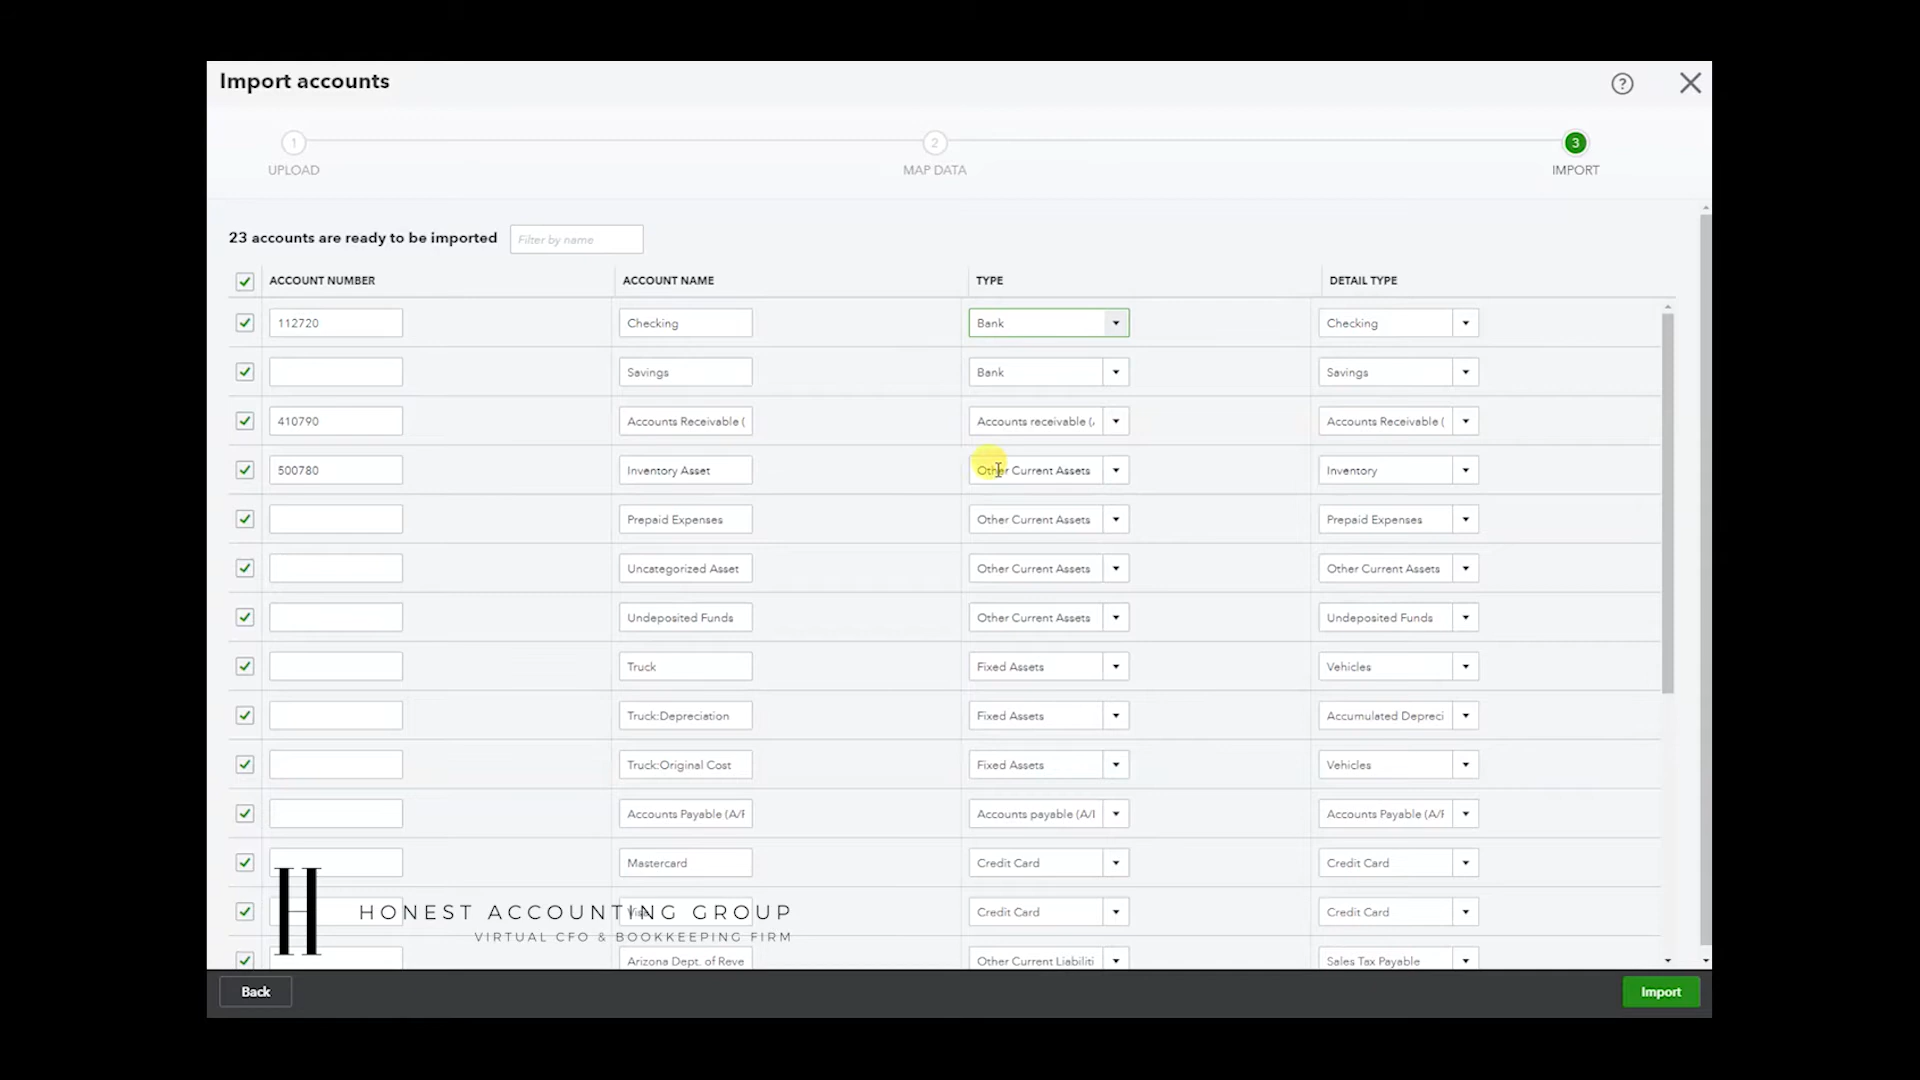 Import accounts
?
1
2
3
UPLOAD
MAP DATA
IMPORT
23 accounts are ready to be imported
Filter by name
ACCOUNT NUMBER ACCOUNT NAME TYPE DETAIL TYPE
112720 Checking Bank Checking
Savings Bank Savings
410790 Accounts Receivable ( Accounts receivable (, Accounts Receivable (
500780 Inventory Asset Other Current Assets Inventory
Prepaid Expenses Other Current Assets Prepaid Expenses
Uncategorized Asset Other Current Assets Other Current Assets
Undeposited Funds Other Current Assets Undeposited Funds
Truck Fixed Assets Vehicles
Truck:Depreciation Fixed Assets Accumulated Depreci
Truck:Original Cost Fixed Assets Vehicles
Accounts Payable (A/F Accounts payable (A/I Accounts Payable (A/F
Mastercard Credit Card Credit Card
Credit Card Credit Card
H HONEST ACCOUNTING GROUP
VIRTUAL CFO & BOOKKEEPING FIRM
Arizona Dept. of Reve Other Current Liabiliti Sales Tax Payable
Back
Import